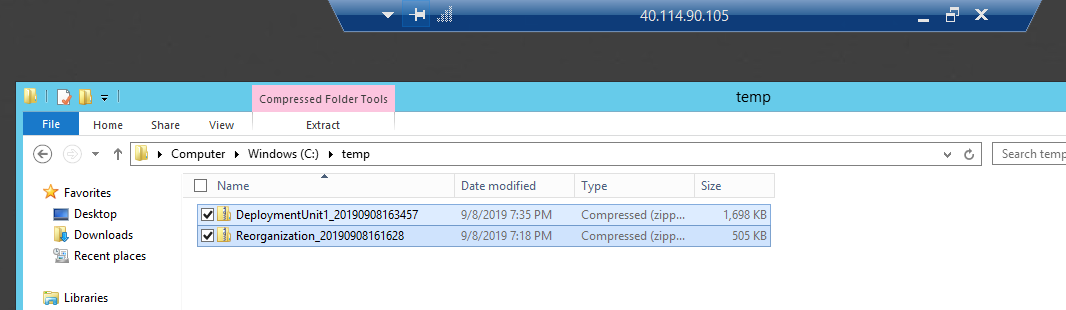 40.114.90.105
Compressed Folder Tools
temp
File Home Share View Extract
Computer Windows (C:) temp
Search temp
Favorites
Desktop
Downloads
Recent places
Libraries
Name Date modified Type Size
DeploymentUnit1_20190908163457 9/8/2019 7:35 PM Compressed (zipp... 1,698 KB
Reorganization_20190908161628 9/8/2019 7:18 PM Compressed (zipp... 505 KB